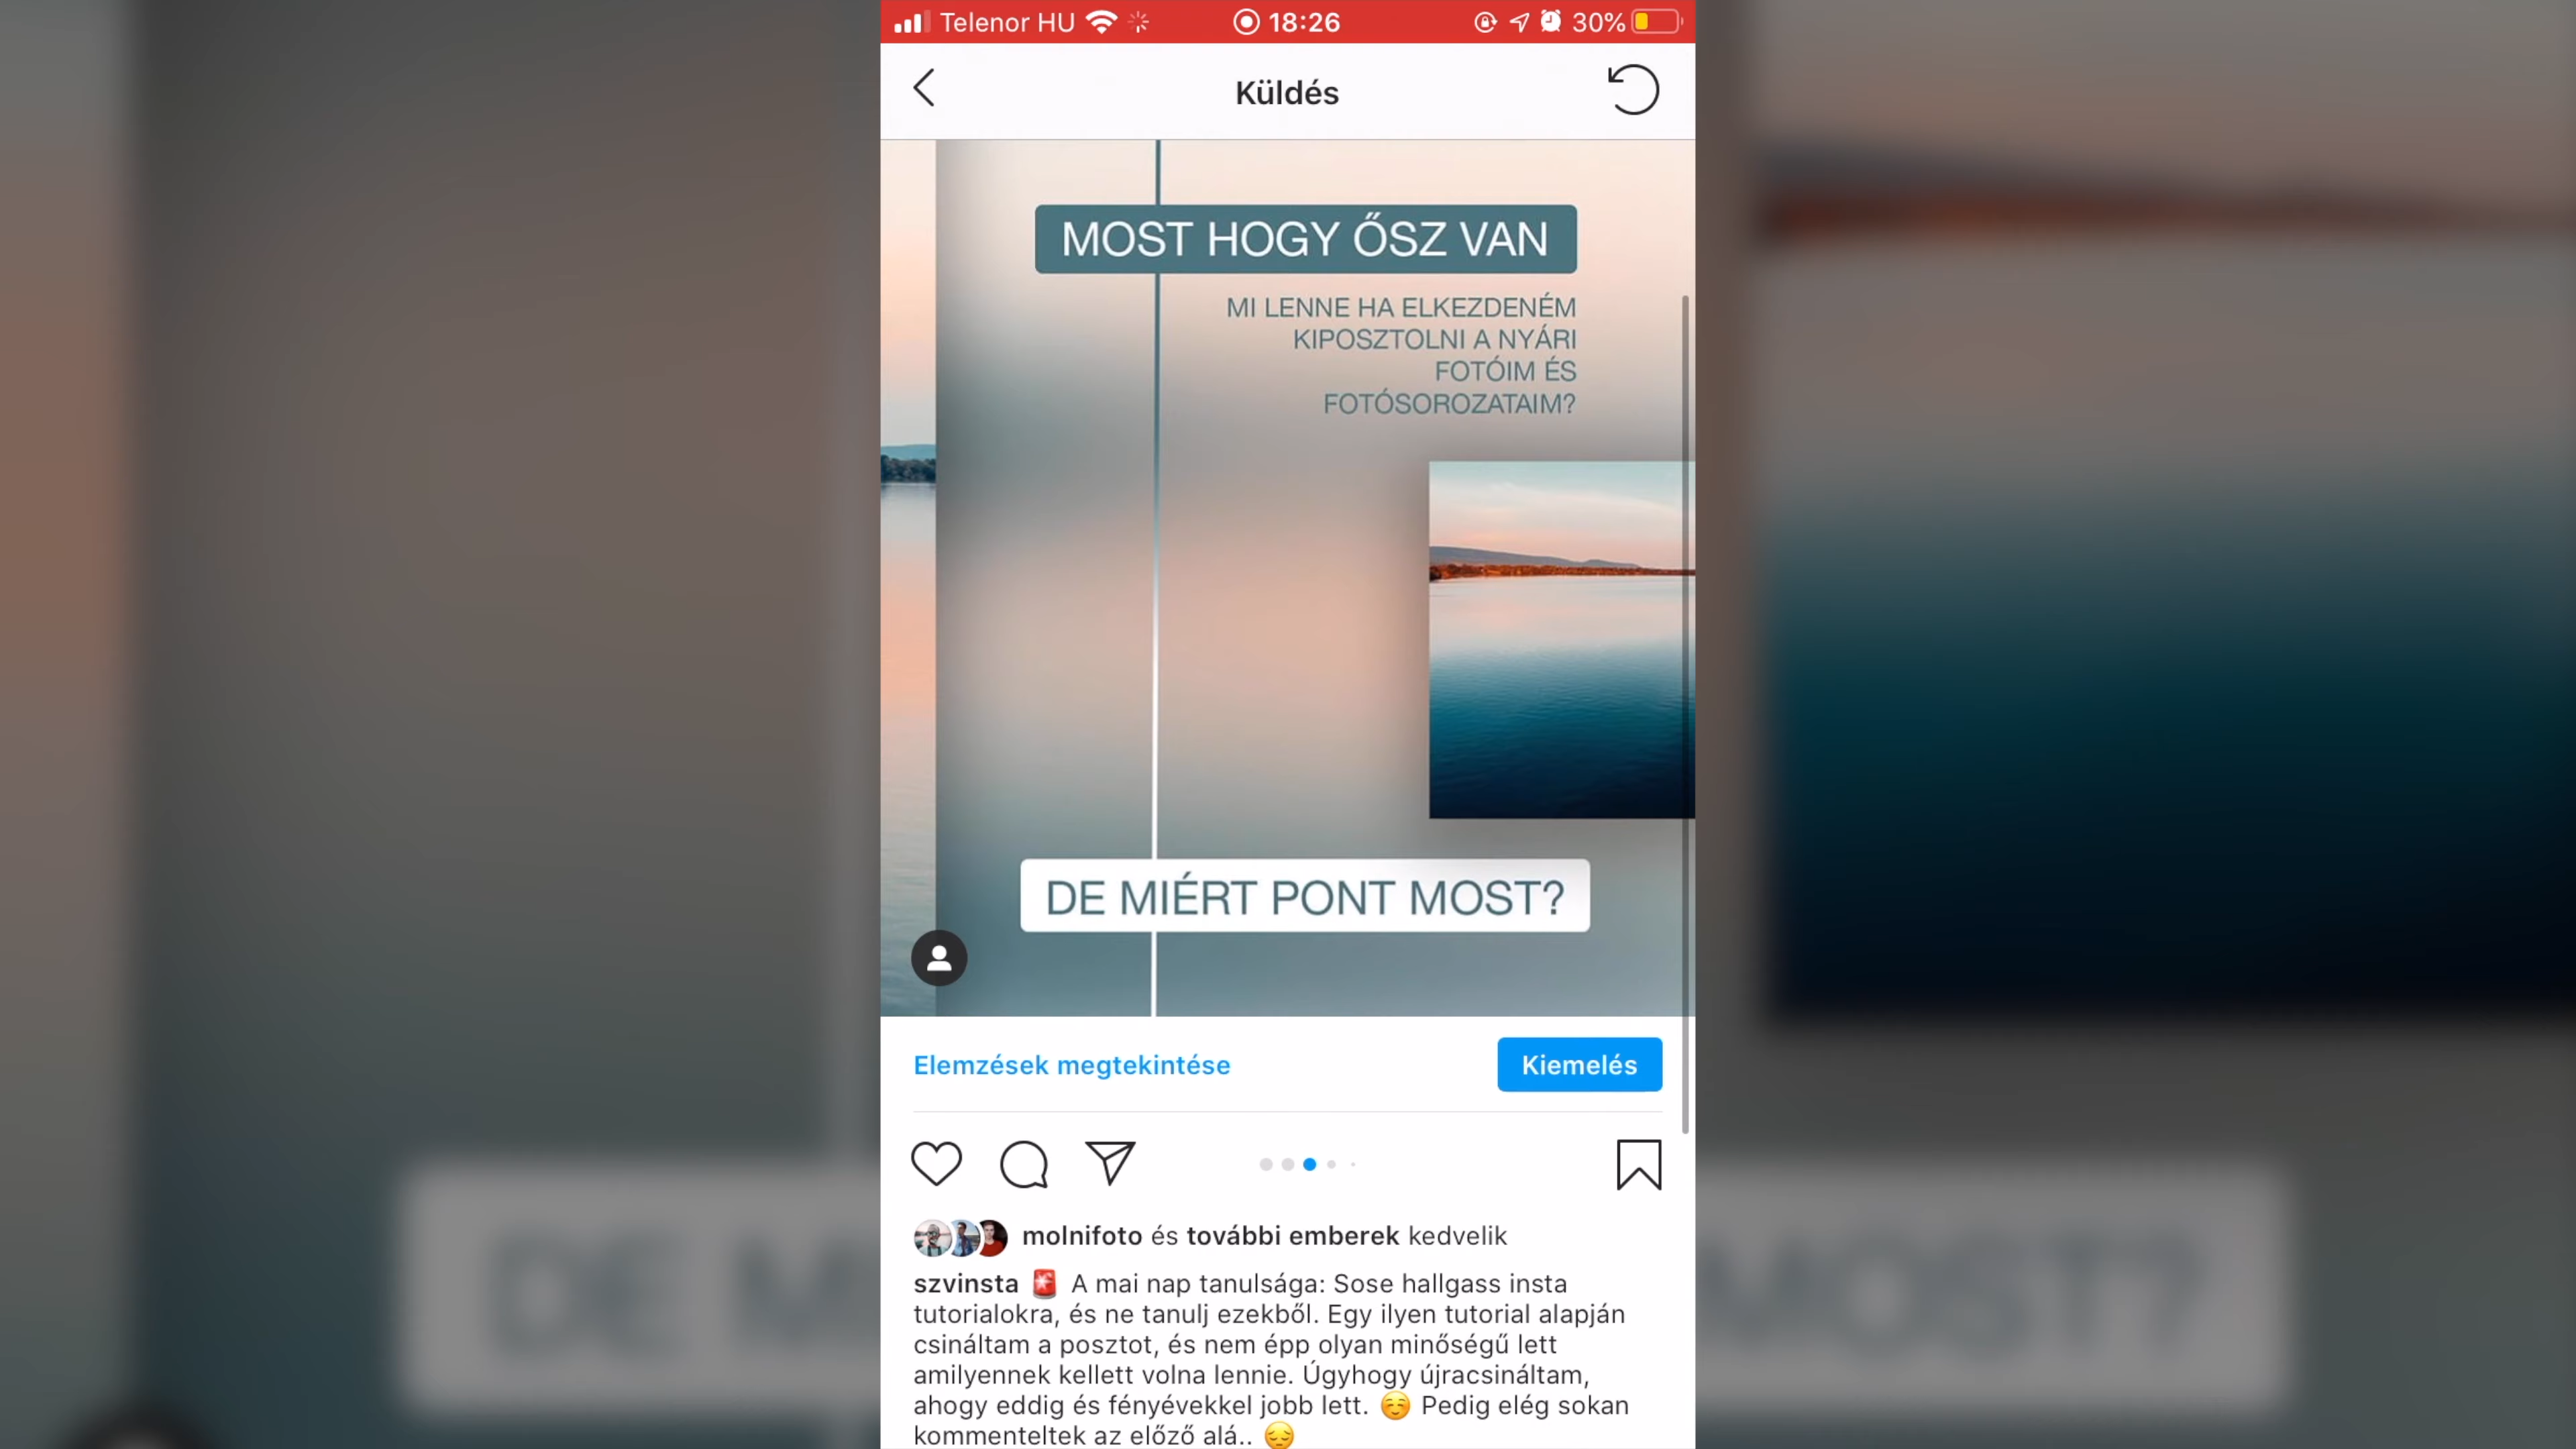 Telenor HU 18:26 30%
Küldés
MOST HOGY ŐSZ VAN
MI LENNE HA ELKEZDENÉM
KIPOSZTOLNI A NYÁRI
FOTÓIM ÉS
FOTÓSOROZATAIM?
DE MIÉRT PONT MOST?
Elemzések megtekintése Kiemelés
molnifoto és további emberek kedvelik
szvinsta 🚨 A mai nap tanulsága: Sose hallgass insta
tutorialokra, és ne tanulj ezekből. Egy ilyen tutorial alapján
csináltam a posztot, és nem épp olyan minőségű lett
amilyennek kellett volna lennie. Úgyhogy újracsináltam,
ahogy eddig és fényévekkel jobb lett. ☺️ Pedig elég sokan
kommenteltek az előző alá.. 😔